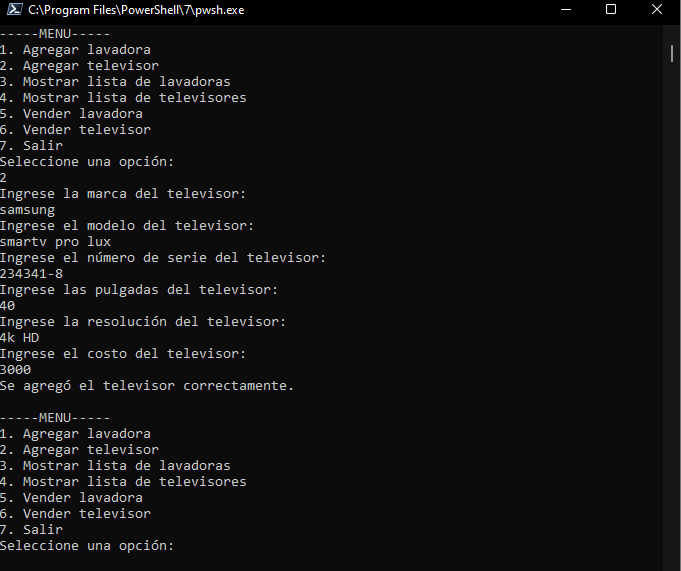 C:\Program Files\PowerShell\7\pwsh.exe
-----MENU-----
1. Agregar lavadora
2. Agregar televisor
3. Mostrar lista de lavadoras
4. Mostrar lista de televisores
5. Vender lavadora
6. Vender televisor
7. Salir
Seleccione una opción:
2
Ingrese la marca del televisor:
samsung
Ingrese el modelo del televisor:
smartv pro lux
Ingrese el número de serie del televisor:
234341-8
Ingrese las pulgadas del televisor:
40
Ingrese la resolución del televisor:
4k HD
Ingrese el costo del televisor:
3000
Se agregó el televisor correctamente.
-----MENU-----
1. Agregar lavadora
2. Agregar televisor
3. Mostrar lista de lavadoras
4. Mostrar lista de televisores
5. Vender lavadora
6. Vender televisor
7. Salir
Seleccione una opción: